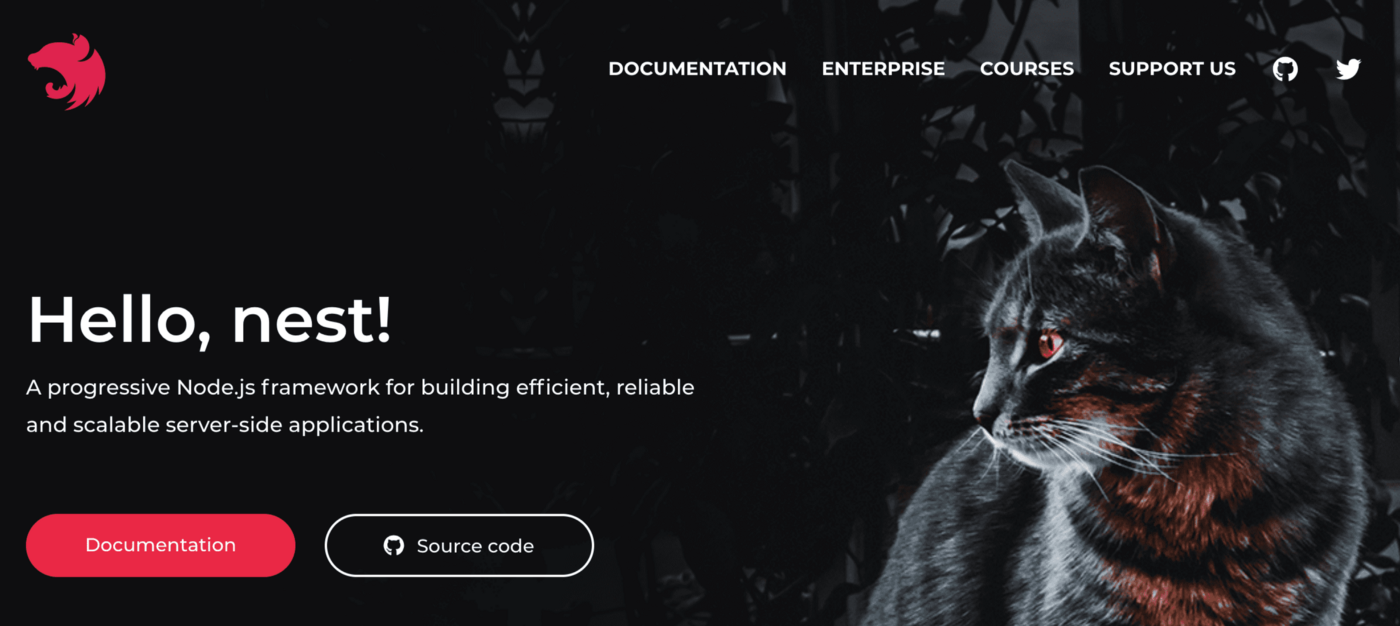 DOCUMENTATION ENTERPRISE COURSES SUPPORT US
Hello, nest!
A progressive Node.js framework for building efficient, reliable
and scalable server-side applications.
Documentation
Source code